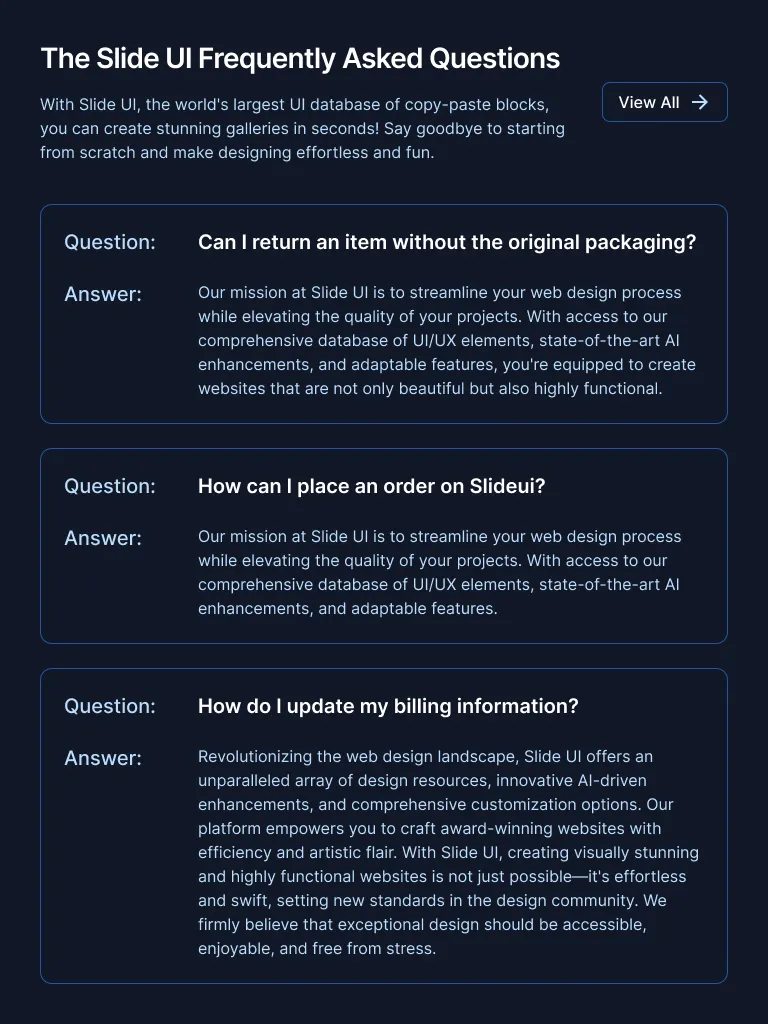 The Slide UI Frequently Asked Questions
With Slide UI, the world's largest UI database of copy-paste blocks,
you can create stunning galleries in seconds! Say goodbye to starting
from scratch and make designing effortless and fun.
View All
Question:
Can I return an item without the original packaging?
Answer:
Our mission at Slide UI is to streamline your web design process
while elevating the quality of your projects. With access to our
comprehensive database of UI/UX elements, state-of-the-art AI
enhancements, and adaptable features, you're equipped to create
websites that are not only beautiful but also highly functional.
Question:
How can I place an order on Slideui?
Answer:
Our mission at Slide UI is to streamline your web design process
while elevating the quality of your projects. With access to our
comprehensive database of UI/UX elements, state-of-the-art AI
enhancements, and adaptable features.
Question:
How do I update my billing information?
Answer:
Revolutionizing the web design landscape, Slide UI offers an
unparalleled array of design resources, innovative AI-driven
enhancements, and comprehensive customization options. Our
platform empowers you to craft award-winning websites with
efficiency and artistic flair. With Slide UI, creating visually stunning
and highly functional websites is not just possible—it's effortless
and swift, setting new standards in the design community. We
firmly believe that exceptional design should be accessible,
enjoyable, and free from stress.